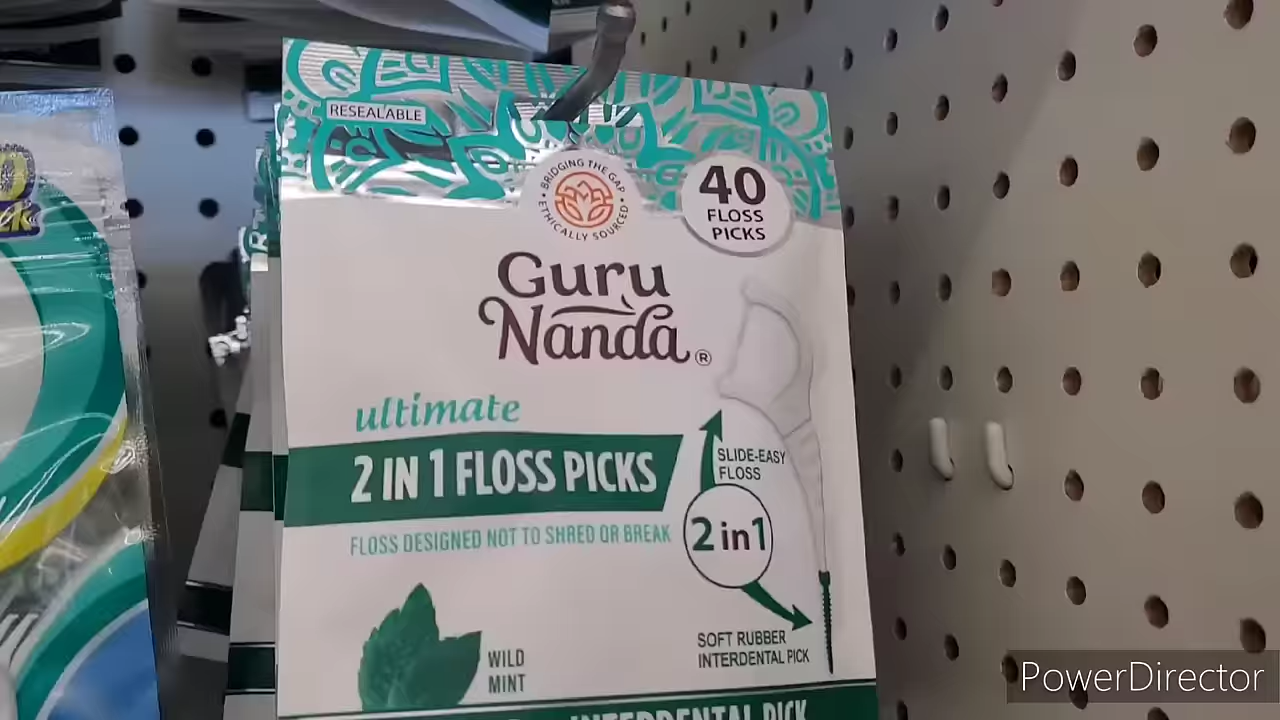 RESEALABLE
BRIDGING THE GAP
ETHICALLY SOURCED
40
FLOSS
PICKS
Guru
Nanda®
ultimate
2 IN 1 FLOSS PICKS
FLOSS DESIGNED NOT TO SHRED OR BREAK
SLIDE-EASY
FLOSS
2 in 1
SOFT RUBBER
INTERDENTAL PICK
WILD
MINT
INTERDENTAL PICK
PowerDirector